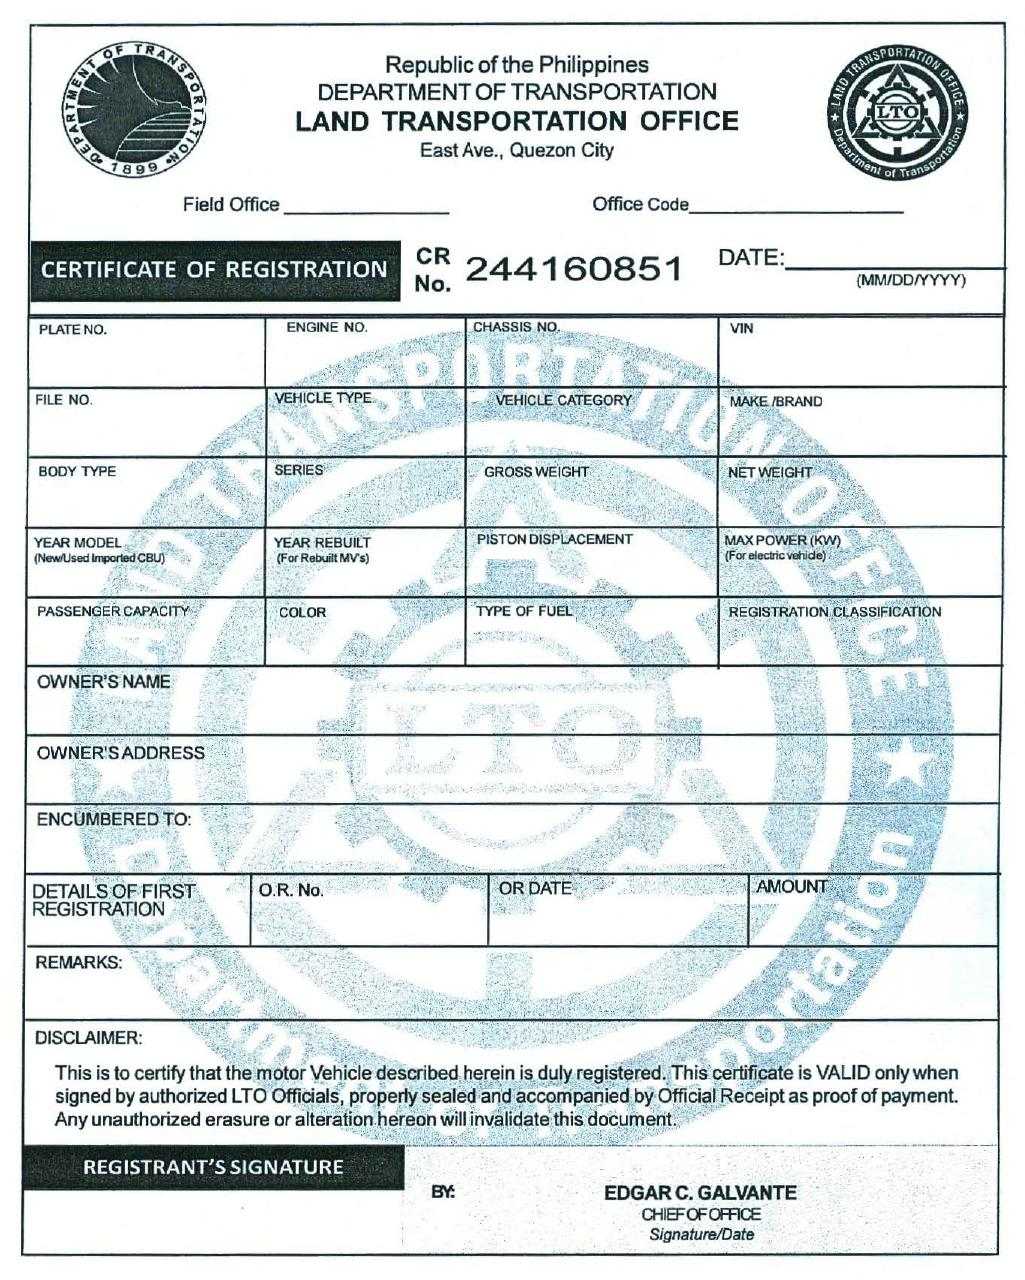 DEPARTMENT OF TRANSPORTATION
1899
Republic of the Philippines
DEPARTMENT OF TRANSPORTATION
LAND TRANSPORTATION OFFICE
East Ave., Quezon City
LAND TRANSPORTATION OFFICE
LTO
Department of Transportation
Field Office
Office Code
CERTIFICATE OF REGISTRATION
CR No. 244160851
DATE:
(MM/DD/YYYY)
PLATE NO.
ENGINE NO.
CHASSIS NO.
VIN
FILE NO.
VEHICLE TYPE
VEHICLE CATEGORY
MAKE /BRAND
BODY TYPE
SERIES
GROSS WEIGHT
NET WEIGHT
YEAR MODEL
(New/Used Imported CBU)
YEAR REBUILT
(For Rebuilt MV's)
PISTON DISPLACEMENT
MAX POWER (KW)
(For electric vehicle)
PASSENGER CAPACITY
COLOR
TYPE OF FUEL
REGISTRATION CLASSIFICATION
OWNER'S NAME
OWNER'S ADDRESS
ENCUMBERED TO:
DETAILS OF FIRST
REGISTRATION
O.R. No.
OR DATE
AMOUNT
REMARKS:
DISCLAIMER:
This is to certify that the motor Vehicle described herein is duly registered. This certificate is VALID only when
signed by authorized LTO Officials, properly sealed and accompanied by Official Receipt as proof of payment.
Any unauthorized erasure or alteration hereon will invalidate this document.
REGISTRANT'S SIGNATURE
BY:
EDGAR C. GALVANTE
CHIEF OF OFFICE
Signature/Date
LAND TRANSPORTATION OFFICE
LTO
Department of Transportation